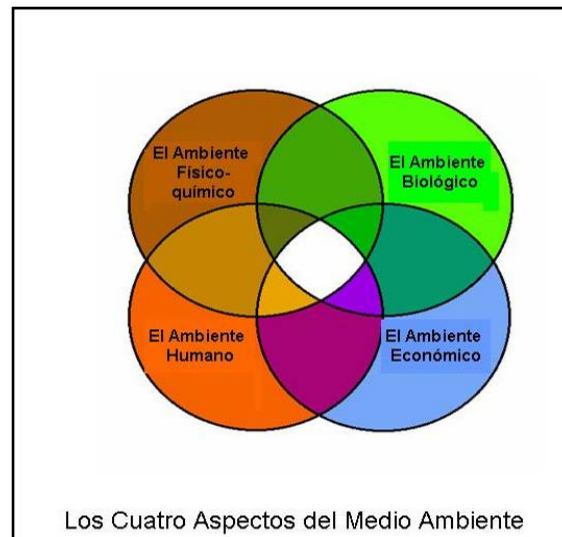 El Ambiente
Físico-
químico
El Ambiente
Biológico
El Ambiente
Humano
El Ambiente
Económico
Los Cuatro Aspectos del Medio Ambiente